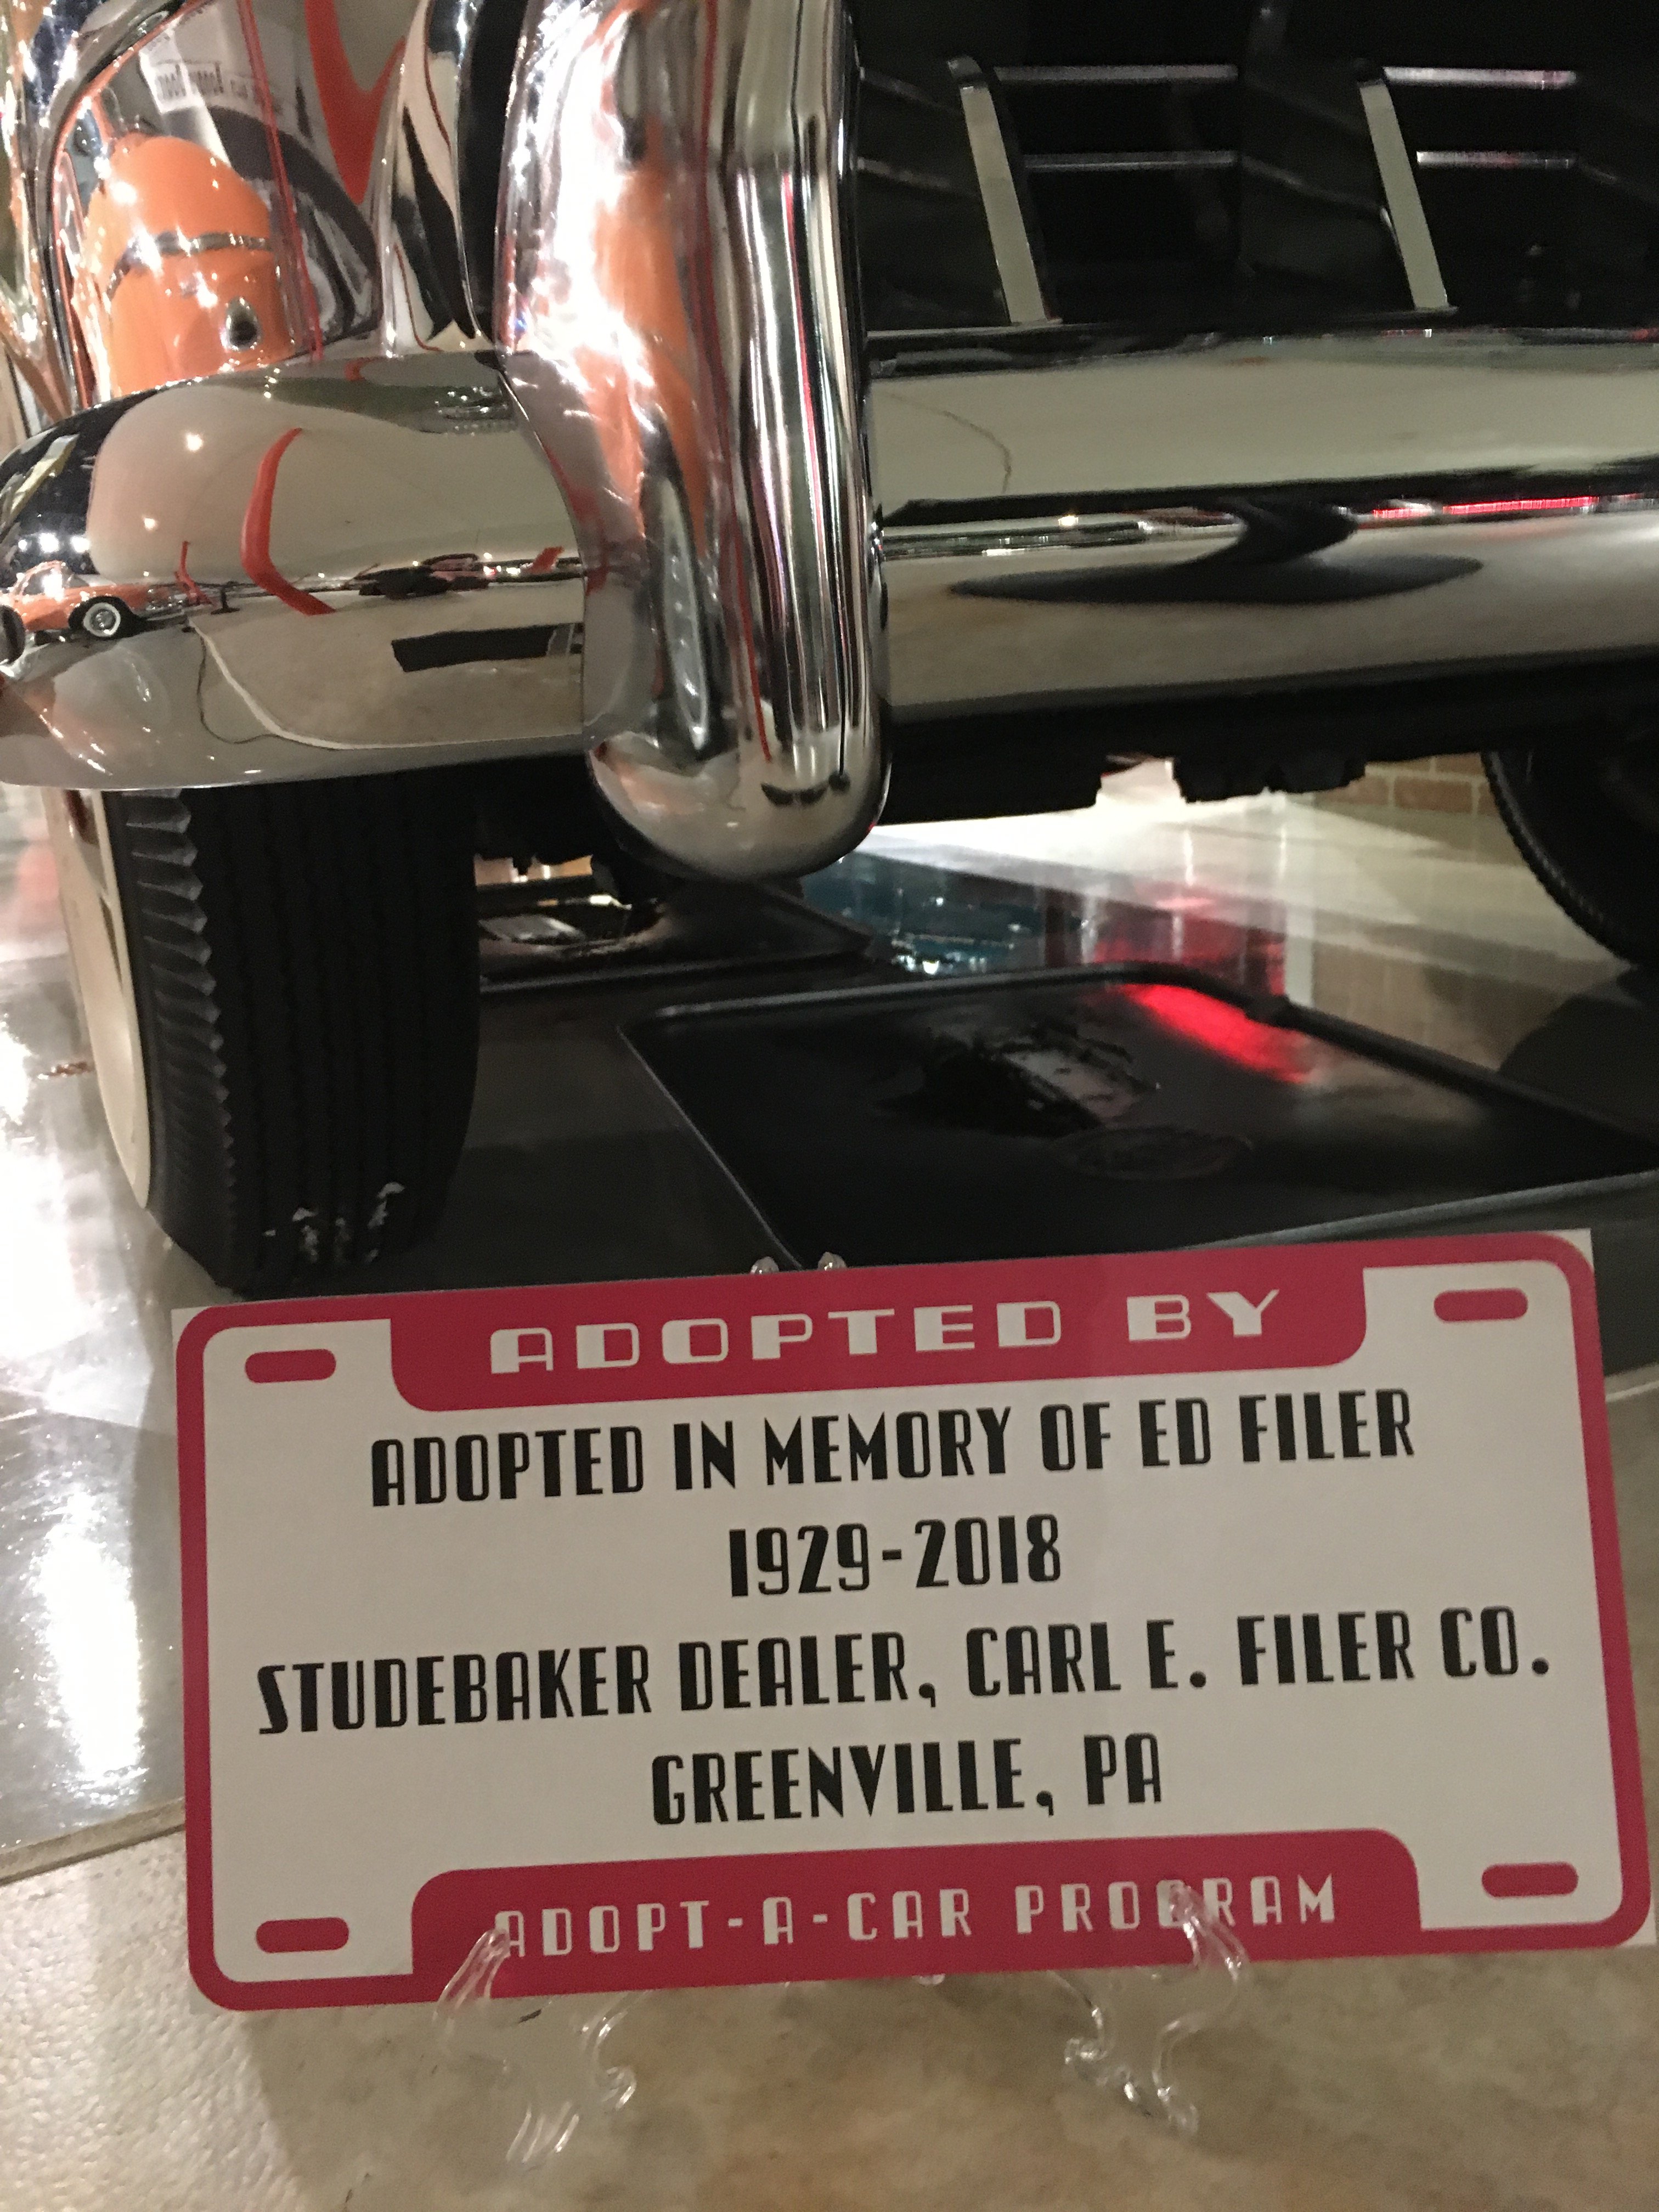 ADOPTED BY
ADOPTED IN MEMORY OF ED FILER
1929-2018
STUDEBAKER DEALER, CARL E. FILER CO.
GREENVILLE, PA
ADOPT-A-CAR PROGRAM